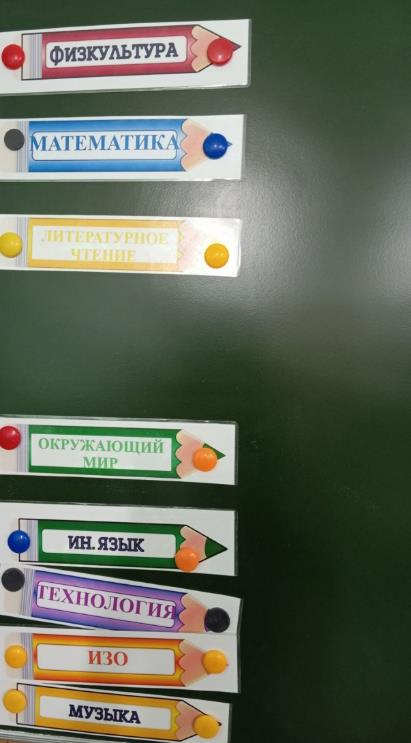 ФИЗКУЛЬТУРА
МАТЕМАТИКА
ЛИТЕРАТУРНОЕ
ЧТЕНИЕ
ОКРУЖАЮЩИЙ
МИР
ИН. ЯЗЫК
ТЕХНОЛОГИЯ
ИЗО
МУЗЫКА